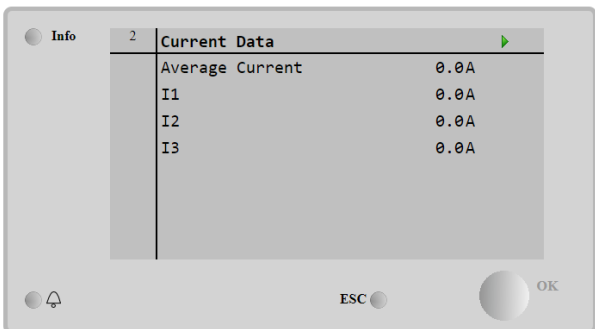 Info
2 Current Data
Average Current 0.0A
I1 0.0A
I2 0.0A
I3 0.0A
ESC
OK